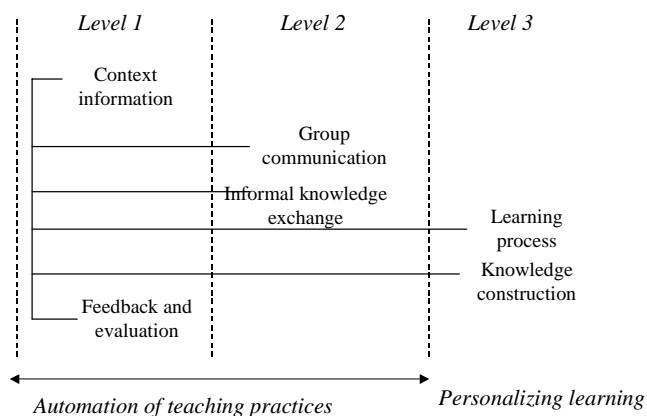 Level 1 Level 2 Level 3
Context
information
Group
communication
Informal knowledge
exchange
Learning
process
Knowledge
construction
Feedback and
evaluation
Automation of teaching practices
Personalizing learning